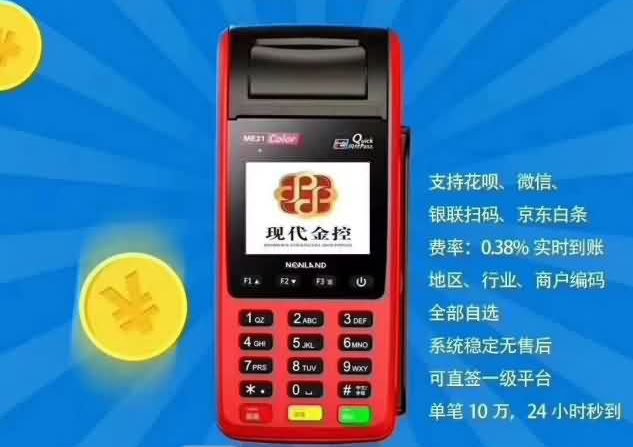 ME31 Color
Quick Pass
现代金控
NEWLAND
F1▲ F2▼ F3
1 QZ 2 ABC 3 DEF
4 GHI 5 JKL 6 MNO
7 PRS 8 TUV 9 WXY
*. 0 #
支持花呗、微信、
银联扫码、京东白条
费率：0.38% 实时到账
地区、行业、商户编码
全部自选
系统稳定无售后
可直签一级平台
单笔 10 万，24 小时秒到